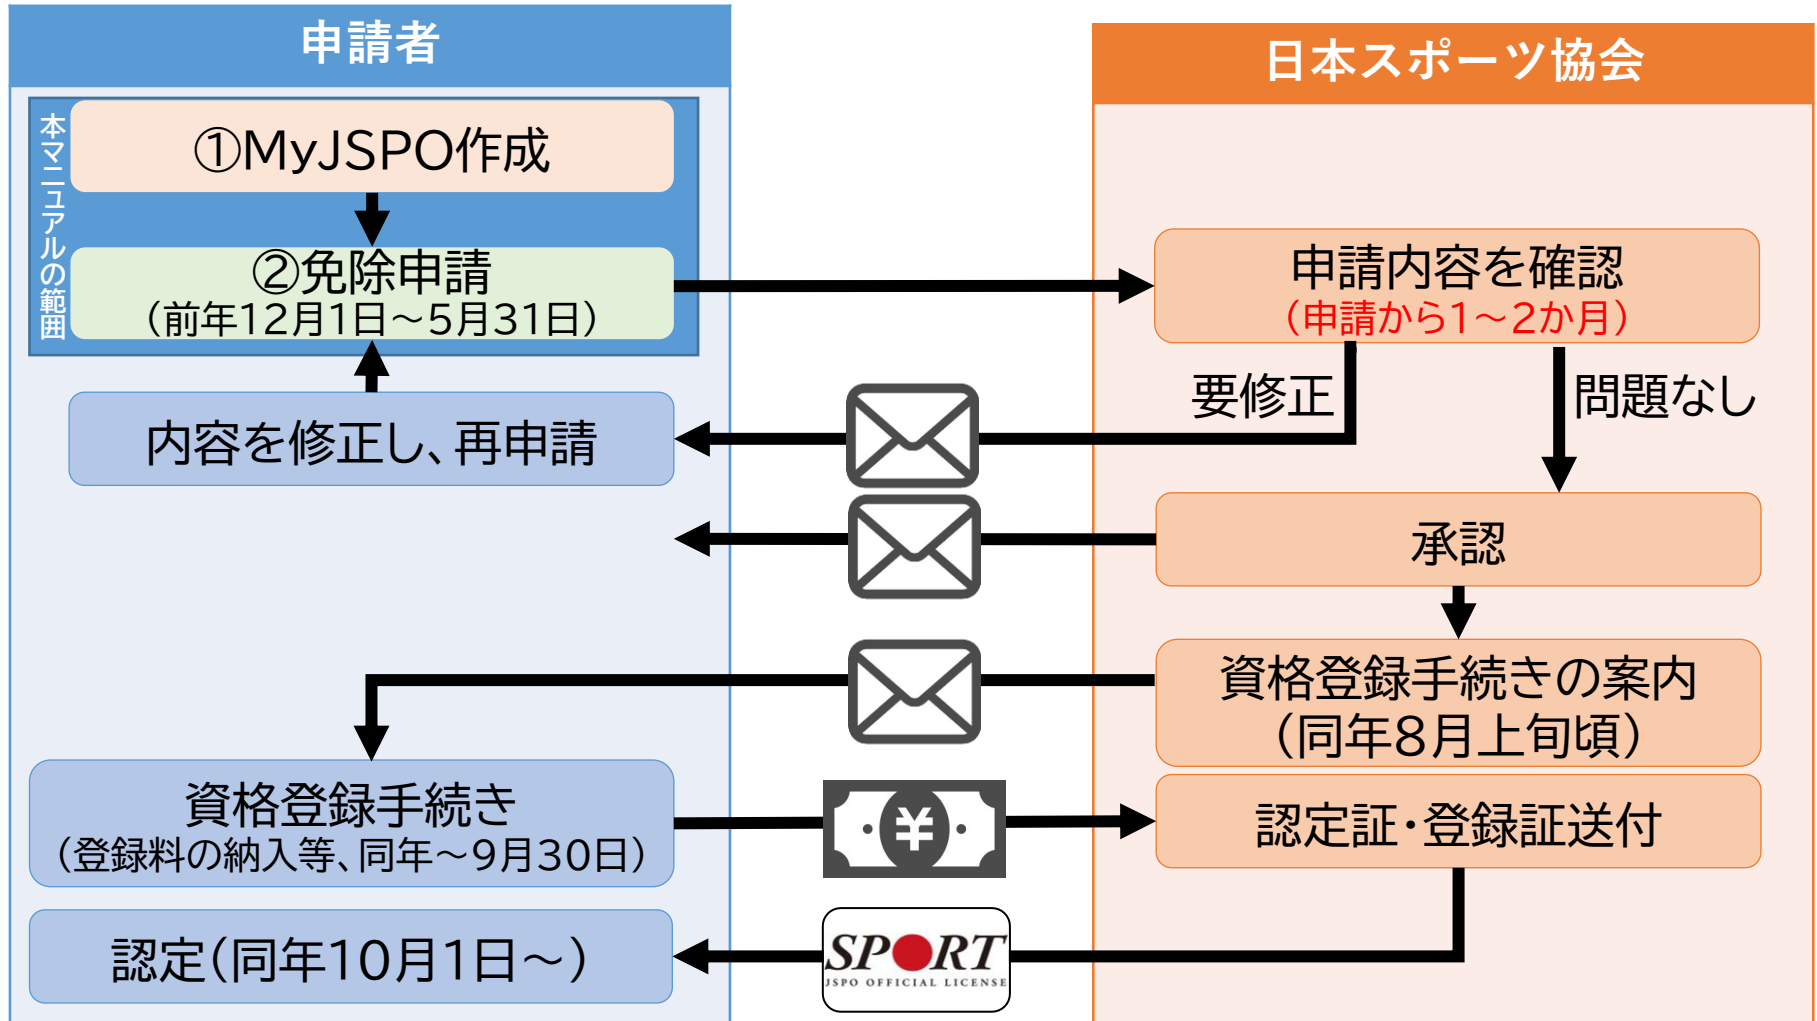 申請者
日本スポーツ協会
本マニュアルの範囲
①MyJSPO作成
②免除申請
（前年12月1日～5月31日）
申請内容を確認
（申請から1～2か月）
要修正
問題なし
内容を修正し、再申請
承認
資格登録手続きの案内
（同年8月上旬頃）
資格登録手続き
（登録料の納入等、同年～9月30日）
¥
認定証・登録証送付
認定（同年10月1日～）
SPORT
JSPO OFFICIAL LICENSE